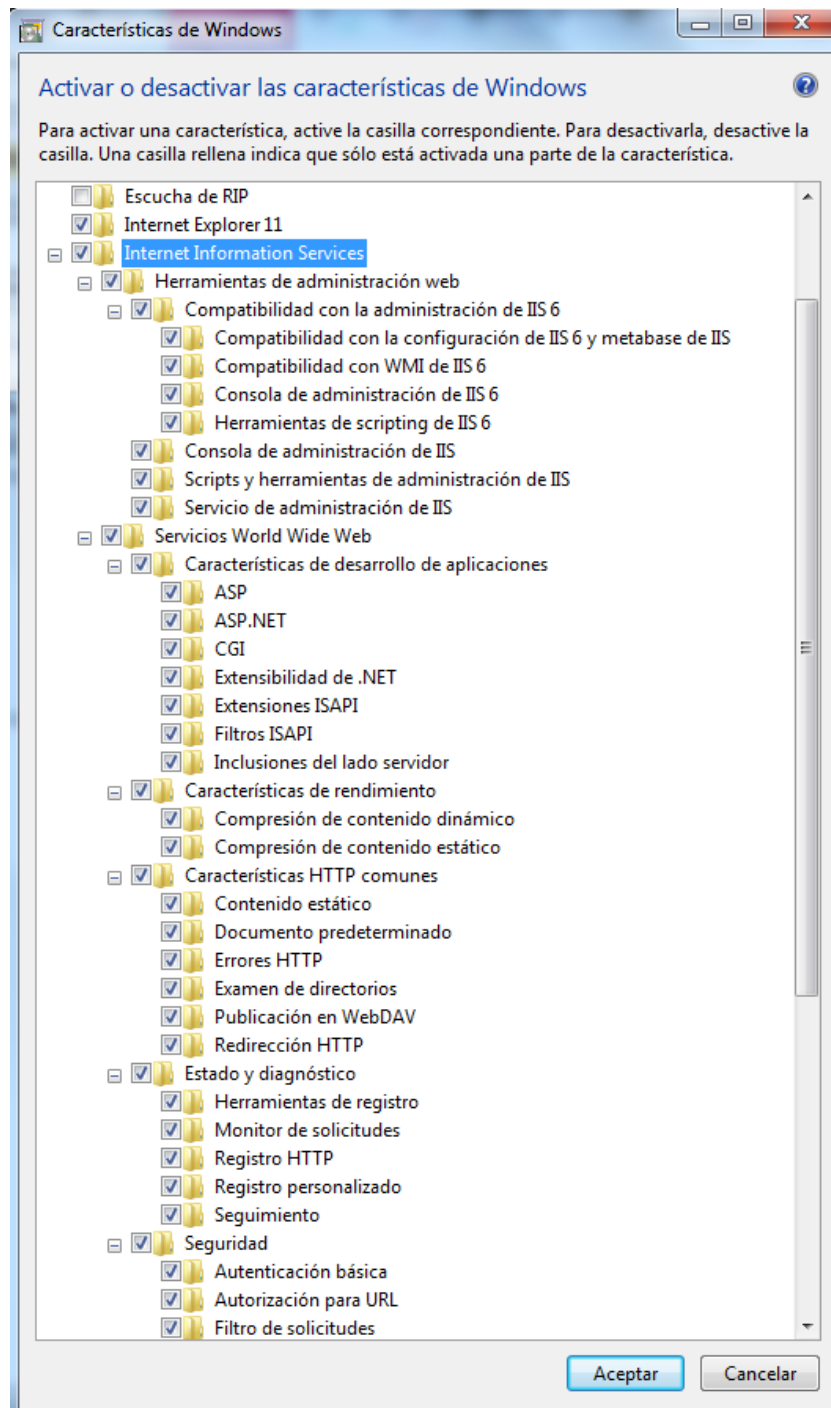 Características de Windows
Activar o desactivar las características de Windows
Para activar una característica, active la casilla correspondiente. Para desactivarla, desactive la
casilla. Una casilla rellena indica que sólo está activada una parte de la característica.
Escucha de RIP
Internet Explorer 11
Internet Information Services
Herramientas de administración web
Compatibilidad con la administración de IIS 6
Compatibilidad con la configuración de IIS 6 y metabase de IIS
Compatibilidad con WMI de IIS 6
Consola de administración de IIS 6
Herramientas de scripting de IIS 6
Consola de administración de IIS
Scripts y herramientas de administración de IIS
Servicio de administración de IIS
Servicios World Wide Web
Características de desarrollo de aplicaciones
ASP
ASP.NET
CGI
Extensibilidad de .NET
Extensiones ISAPI
Filtros ISAPI
Inclusiones del lado servidor
Características de rendimiento
Compresión de contenido dinámico
Compresión de contenido estático
Características HTTP comunes
Contenido estático
Documento predeterminado
Errores HTTP
Examen de directorios
Publicación en WebDAV
Redirección HTTP
Estado y diagnóstico
Herramientas de registro
Monitor de solicitudes
Registro HTTP
Registro personalizado
Seguimiento
Seguridad
Autenticación básica
Autorización para URL
Filtro de solicitudes
Aceptar
Cancelar